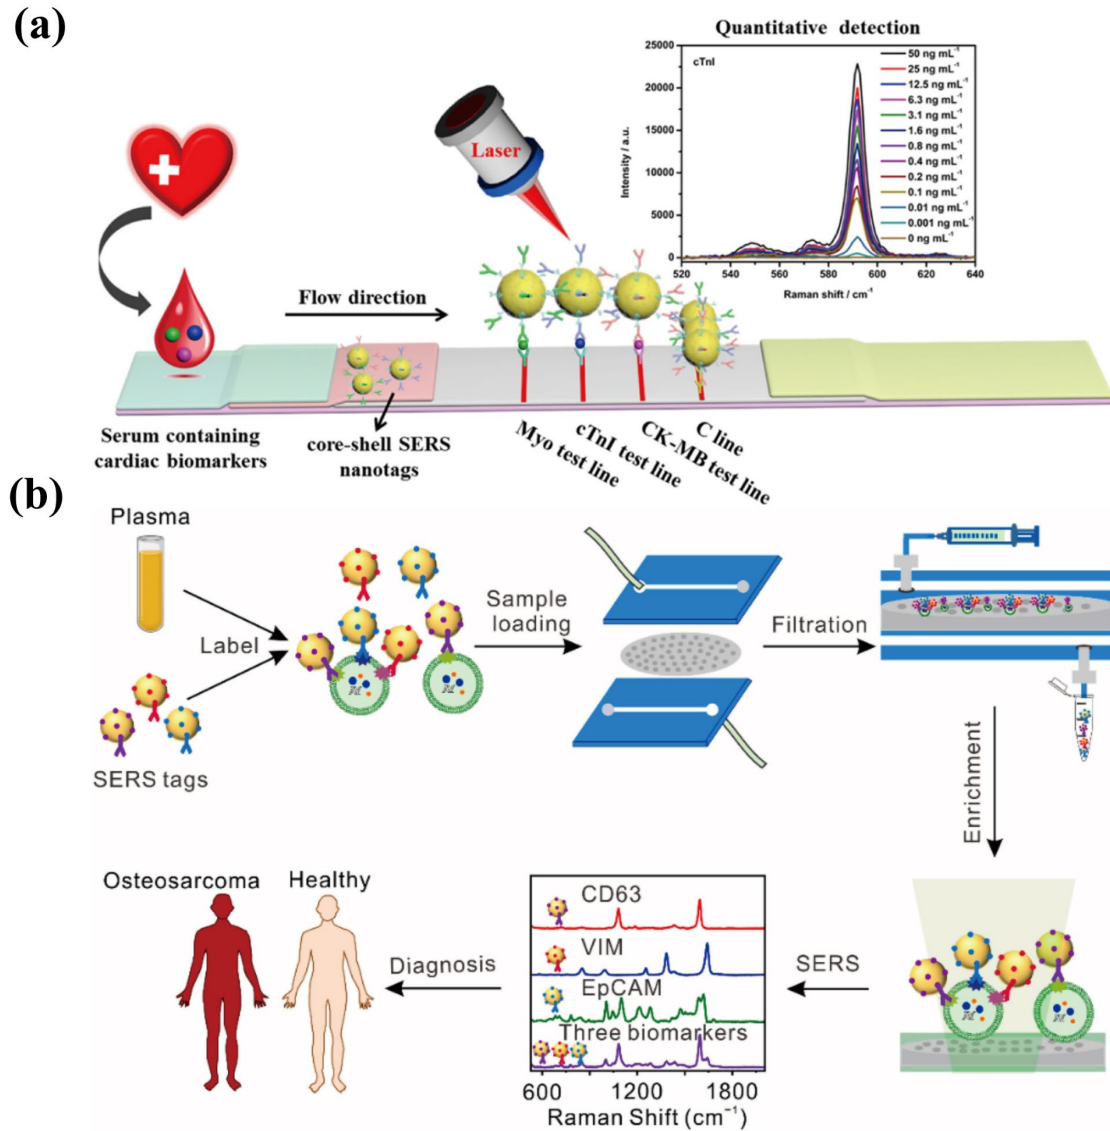 (a)
Quantitative detection
25000
20000
15000
10000
5000
0
Intensity / a.u.
cTnI
50 ng mL⁻¹
25 ng mL⁻¹
12.5 ng mL⁻¹
6.3 ng mL⁻¹
3.1 ng mL⁻¹
1.6 ng mL⁻¹
0.8 ng mL⁻¹
0.4 ng mL⁻¹
0.2 ng mL⁻¹
0.1 ng mL⁻¹
0.01 ng mL⁻¹
0.001 ng mL⁻¹
0 ng mL⁻¹
520 540 560 580 600 620 640
Raman shift / cm⁻¹
Laser
Flow direction
Serum containing
cardiac biomarkers
core-shell SERS
nanotags
Myo test line
cTnI test line
CK-MB test line
C line
(b)
Plasma
Label
SERS tags
Sample
loading
Filtration
Enrichment
SERS
CD63
VIM
EpCAM
Three biomarkers
600 1200 1800
Raman Shift (cm⁻¹)
Diagnosis
Osteosarcoma Healthy